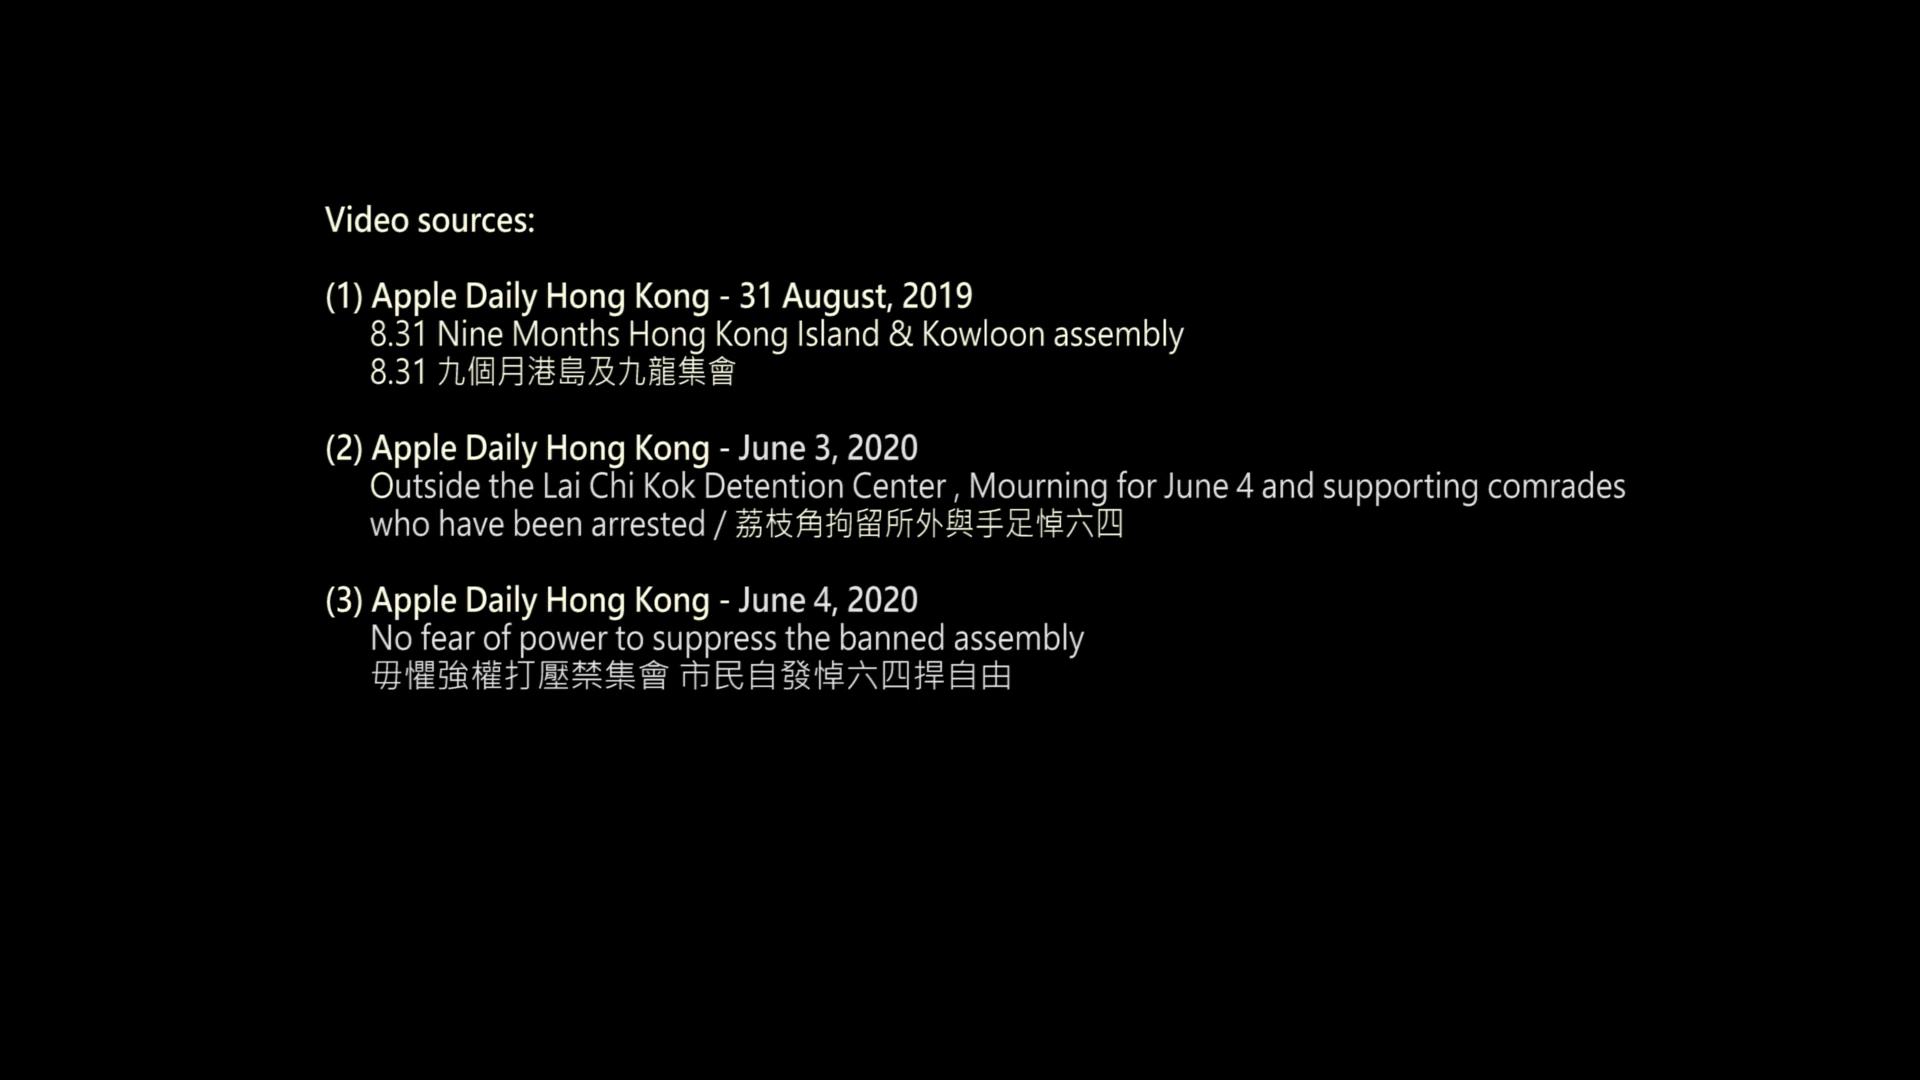 Video sources:
(1) Apple Daily Hong Kong - 31 August, 2019
8.31 Nine Months Hong Kong Island & Kowloon assembly
8.31 九個月港島及九龍集會
(2) Apple Daily Hong Kong - June 3, 2020
Outside the Lai Chi Kok Detention Center , Mourning for June 4 and supporting comrades
who have been arrested / 荔枝角拘留所外與手足悼六四
(3) Apple Daily Hong Kong - June 4, 2020
No fear of power to suppress the banned assembly
毋懼強權打壓禁集會 市民自發悼六四捍自由